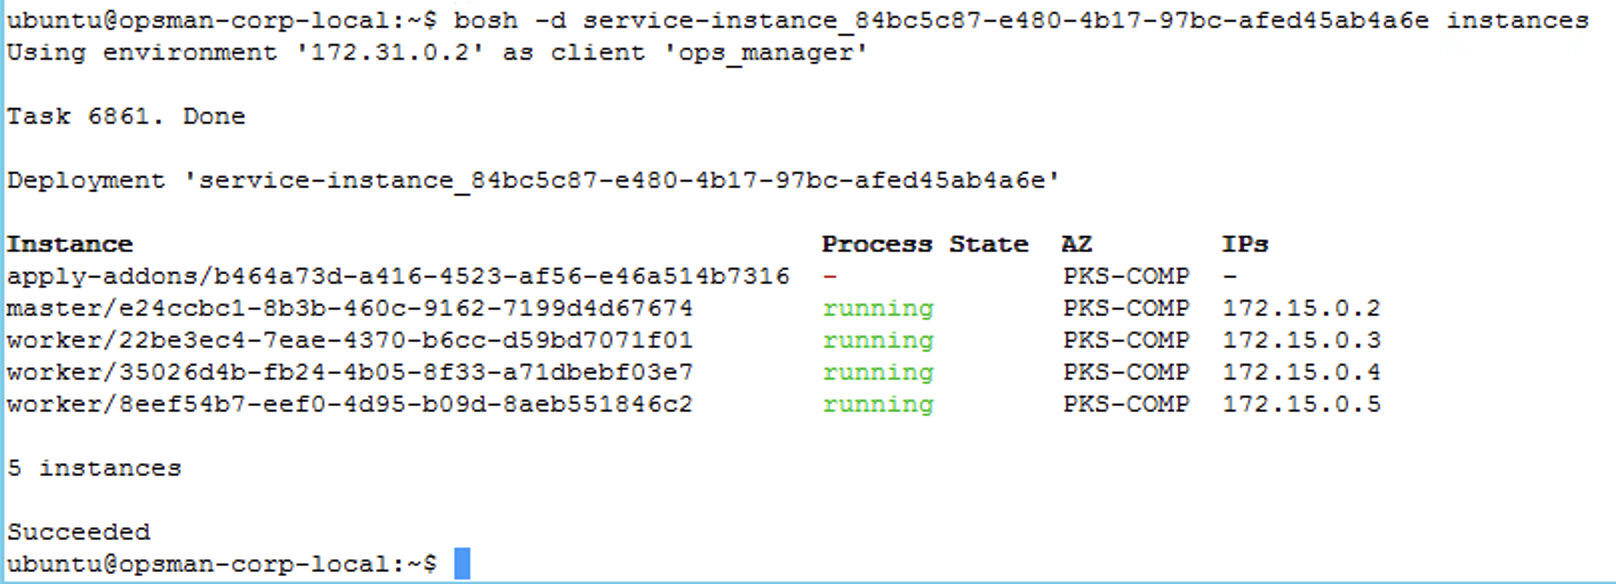 ubuntu@opsman-corp-local:~$ bosh -d service-instance_84bc5c87-e480-4b17-97bc-afed45ab4a6e instances
Using environment '172.31.0.2' as client 'ops_manager'
Task 6861. Done
Deployment 'service-instance_84bc5c87-e480-4b17-97bc-afed45ab4a6e'
Instance Process State AZ IPs
apply-addons/b464a73d-a416-4523-af56-e46a514b7316 - PKS-COMP -
master/e24ccbc1-8b3b-460c-9162-7199d4d67674 running PKS-COMP 172.15.0.2
worker/22be3ec4-7eae-4370-b6cc-d59bd7071f01 running PKS-COMP 172.15.0.3
worker/35026d4b-fb24-4b05-8f33-a71dbebf03e7 running PKS-COMP 172.15.0.4
worker/8eef54b7-eef0-4d95-b09d-8aeb551846c2 running PKS-COMP 172.15.0.5
5 instances
Succeeded
ubuntu@opsman-corp-local:~$